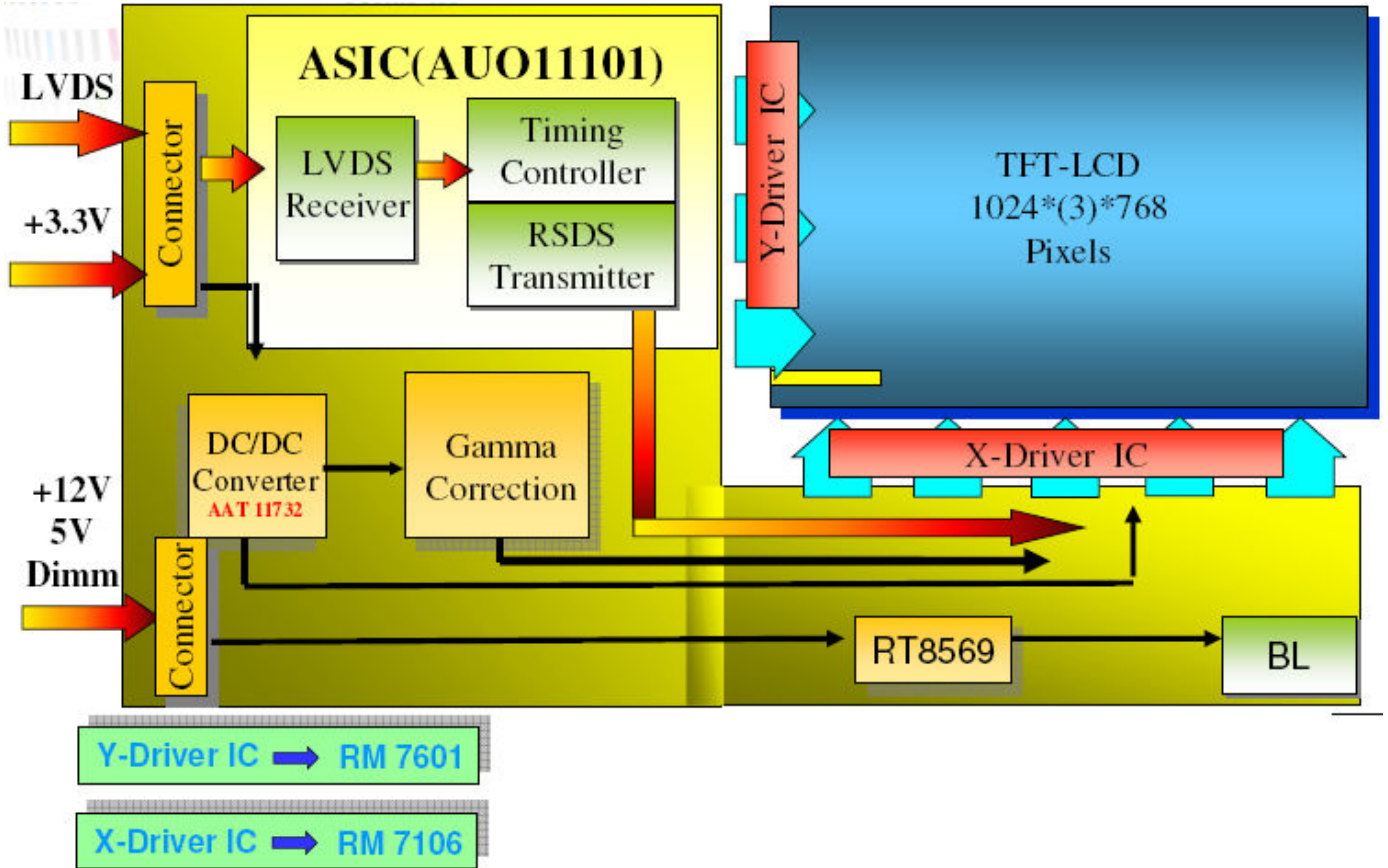 ASIC(AUO11101)
LVDS
+3.3V
Connector
LVDS
Receiver
Timing
Controller
RSDS
Transmitter
Y-Driver IC
TFT-LCD
1024*(3)*768
Pixels
X-Driver IC
DC/DC
Converter
AAT 11732
Gamma
Correction
+12V
5V
Dimm
Connector
RT8569
BL
Y-Driver IC RM 7601
X-Driver IC RM 7106